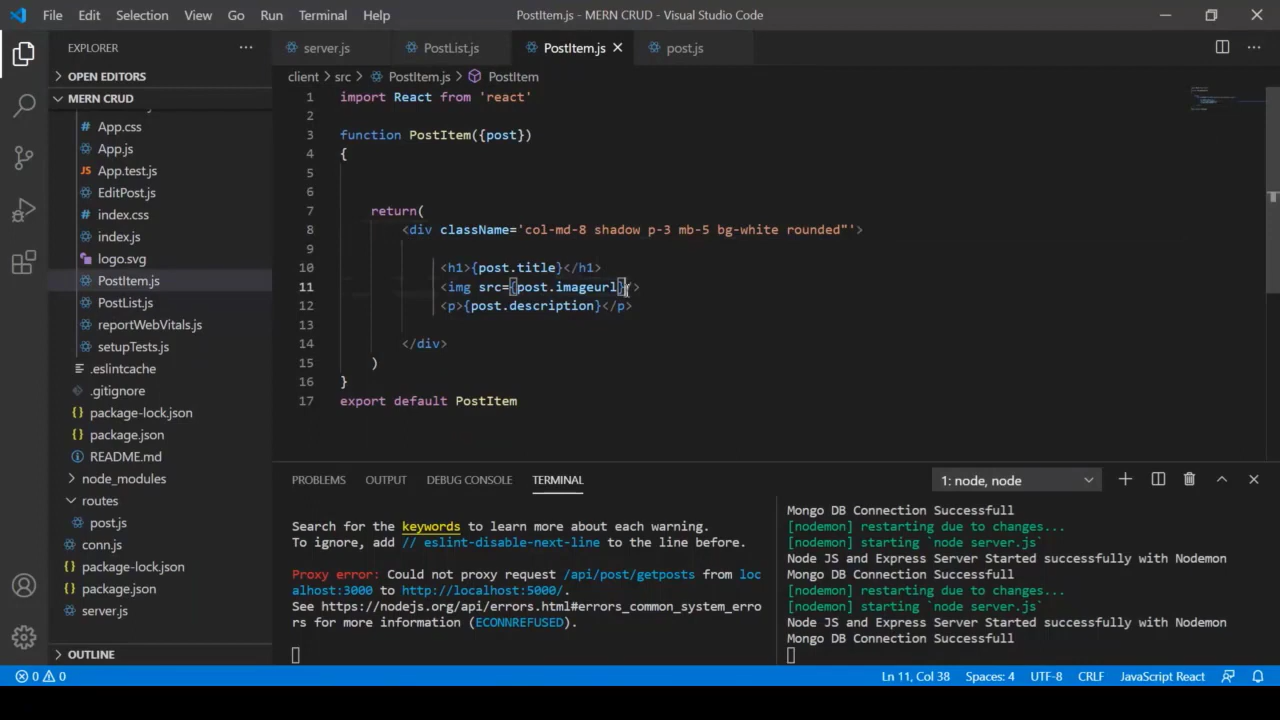 File Edit Selection View Go Run Terminal Help PostItem.js - MERN CRUD - Visual Studio Code
EXPLORER
OPEN EDITORS
MERN CRUD
App.css
App.js
JS App.test.js
EditPost.js
# index.css
index.js
logo.svg
PostItem.js
PostList.js
reportWebVitals.js
setupTests.js
.eslintcache
.gitignore
{} package-lock.json
{} package.json
README.md
node_modules
routes
post.js
conn.js
{} package-lock.json
{} package.json
server.js
OUTLINE
server.js PostList.js PostItem.js post.js
client > src > PostItem.js > PostItem
1 import React from 'react'
2
3 function PostItem({post})
4 {
5
6
7 return(
8 <div className='col-md-8 shadow p-3 mb-5 bg-white rounded"'>
9
10 <h1>{post.title}</h1>
11 <img src={post.imageurl}/>
12 <p>{post.description}</p>
13
14 </div>
15 )
16 }
17 export default PostItem
PROBLEMS OUTPUT DEBUG CONSOLE TERMINAL 1: node, node
Search for the keywords to learn more about each warning.
To ignore, add // eslint-disable-next-line to the line before.
Proxy error: Could not proxy request /api/post/getposts from loc
alhost:3000 to http://localhost:5000/.
See https://nodejs.org/api/errors.html#errors_common_system_erro
rs for more information (ECONNREFUSED).
Mongo DB Connection Successfull
[nodemon] restarting due to changes...
[nodemon] starting `node server.js`
Node JS and Express Server Started successfully with Nodemon
Mongo DB Connection Successfull
[nodemon] restarting due to changes...
[nodemon] starting `node server.js`
Node JS and Express Server Started successfully with Nodemon
Mongo DB Connection Successfull
0 0 Ln 11, Col 38 Spaces: 4 UTF-8 CRLF JavaScript React